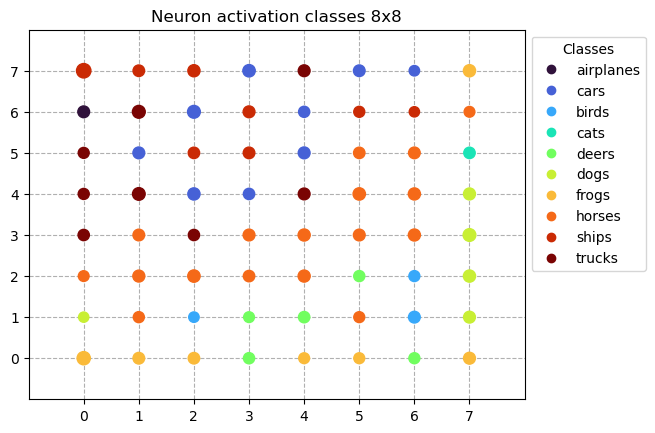 Neuron activation classes 8x8
7
6
5
4
3
2
1
0
0 1 2 3 4 5 6 7
Classes
airplanes
cars
birds
cats
deers
dogs
frogs
horses
ships
trucks